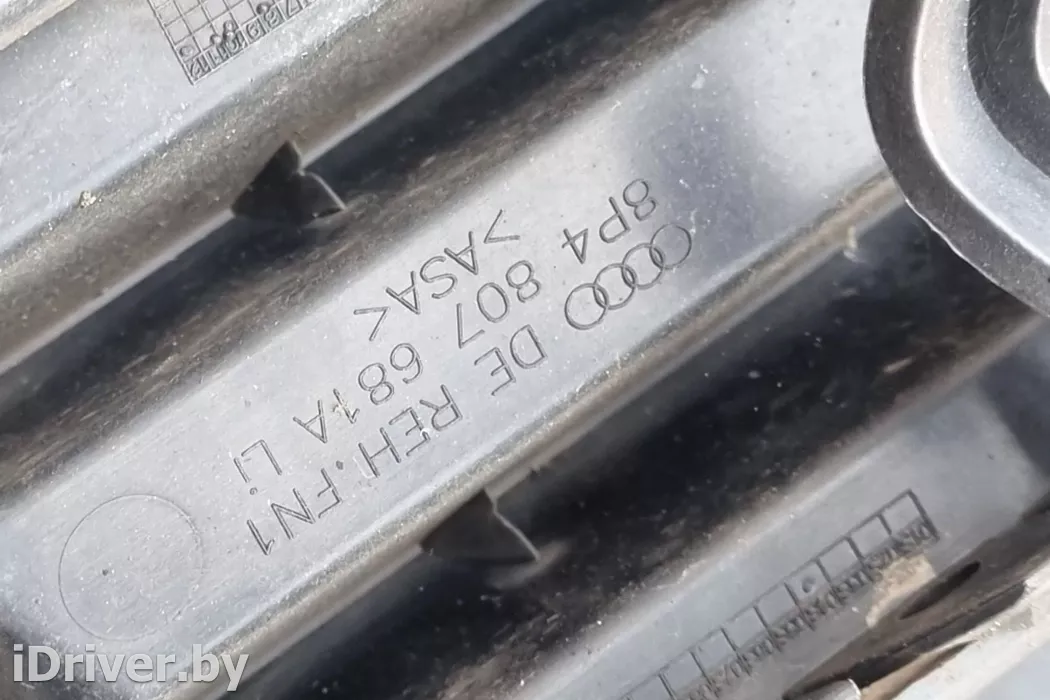 DE REH.FN1
8P4 807 681A Li
>ASA<
iDriver.by